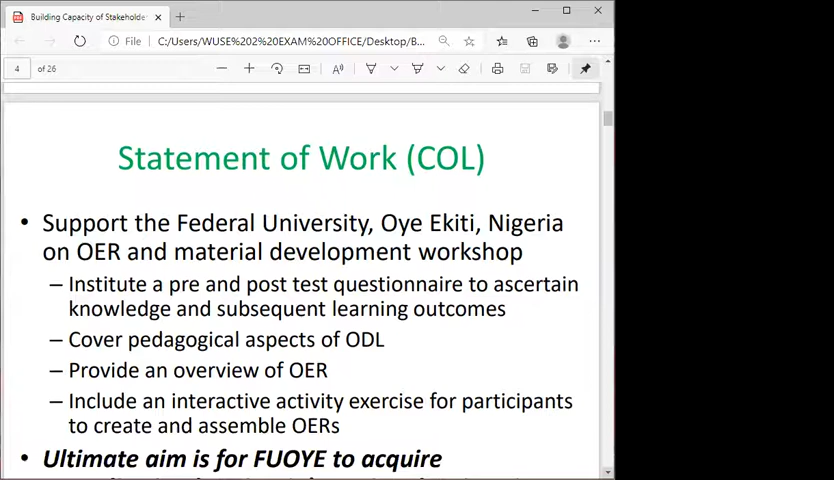 Building Capacity of Stakeholde
File
C:/Users/WUSE%202%20EXAM%20OFFICE/Desktop/B...
4 of 26
Statement of Work (COL)
• Support the Federal University, Oye Ekiti, Nigeria
on OER and material development workshop
– Institute a pre and post test questionnaire to ascertain
knowledge and subsequent learning outcomes
– Cover pedagogical aspects of ODL
– Provide an overview of OER
– Include an interactive activity exercise for participants
to create and assemble OERs
• Ultimate aim is for FUOYE to acquire